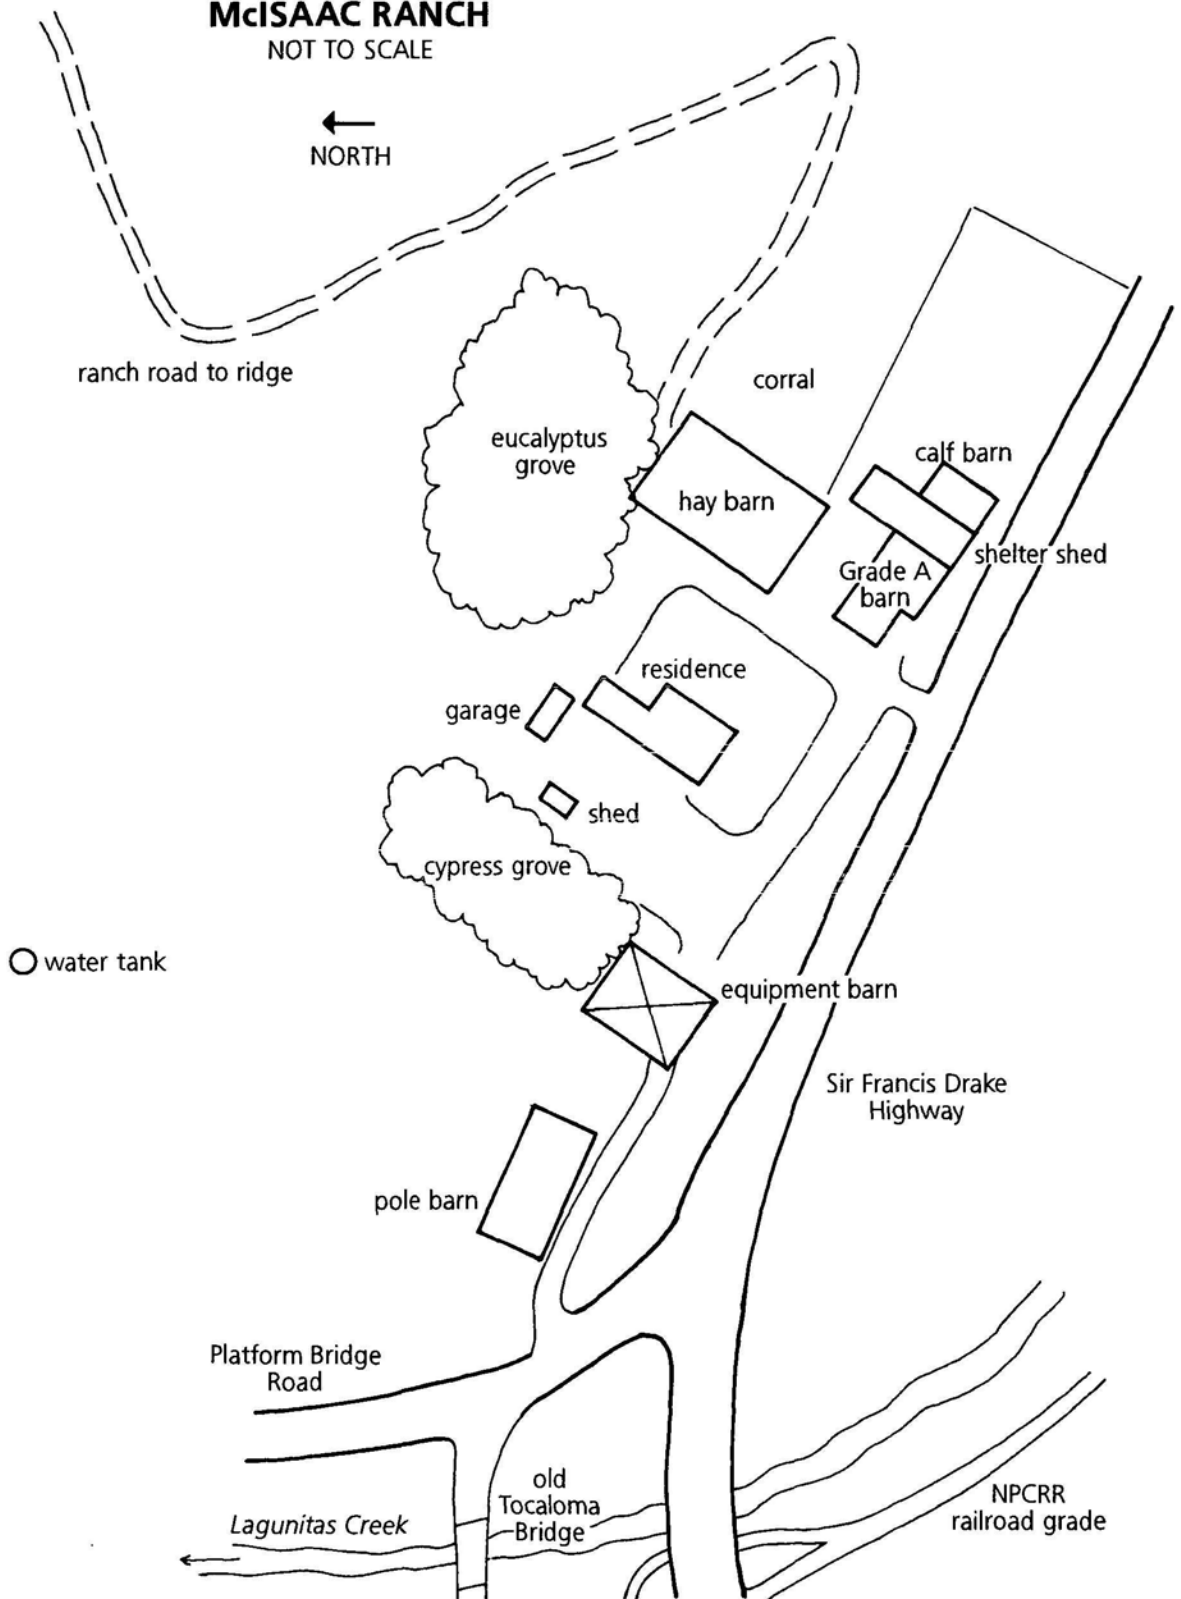 McISAAC RANCH
NOT TO SCALE
NORTH
ranch road to ridge
corral
eucalyptus
grove
calf barn
hay barn
shelter shed
Grade A
barn
residence
garage
shed
cypress grove
water tank
equipment barn
Sir Francis Drake
Highway
pole barn
Platform Bridge
Road
old
Tocaloma
Bridge
NPCRR
railroad grade
Lagunitas Creek